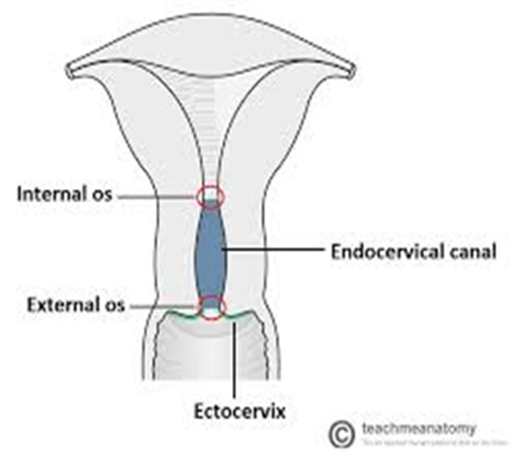 Internal os
Endocervical canal
External os
Ectocervix
© teachmeanatomy